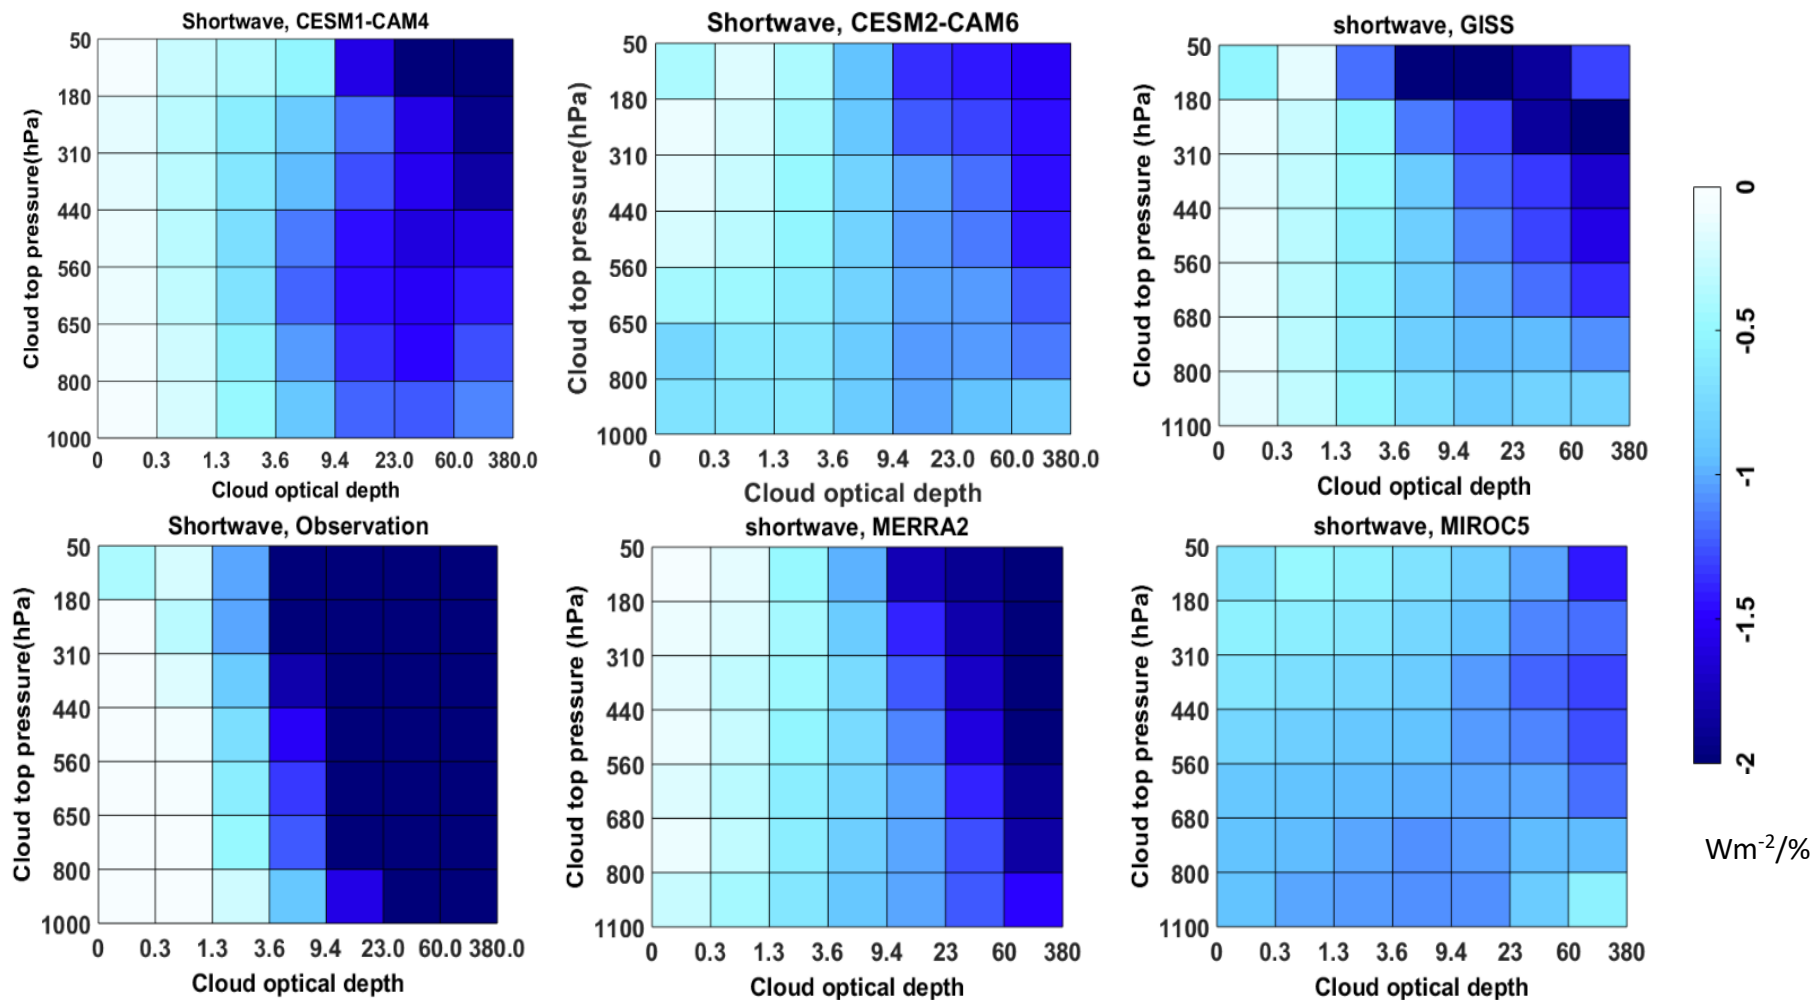 Shortwave, CESM1-CAM4
50
180
310
440
560
650
800
1000
0 0.3 1.3 3.6 9.4 23.0 60.0 380.0
Cloud top pressure(hPa)
Cloud optical depth
Shortwave, CESM2-CAM6
50
180
310
440
560
650
800
1000
0 0.3 1.3 3.6 9.4 23.0 60.0 380.0
Cloud top pressure(hPa)
Cloud optical depth
shortwave, GISS
50
180
310
440
560
680
800
1100
0 0.3 1.3 3.6 9.4 23 60 380
Cloud top pressure (hPa)
Cloud optical depth
Shortwave, Observation
50
180
310
440
560
650
800
1000
0 0.3 1.3 3.6 9.4 23.0 60.0 380.0
Cloud top pressure(hPa)
Cloud optical depth
shortwave, MERRA2
50
180
310
440
560
680
800
1100
0 0.3 1.3 3.6 9.4 23 60 380
Cloud top pressure (hPa)
Cloud optical depth
shortwave, MIROC5
50
180
310
440
560
680
800
1100
0 0.3 1.3 3.6 9.4 23 60 380
Cloud top pressure (hPa)
Cloud optical depth
0
-0.5
-1
-1.5
-2
Wm⁻²/%